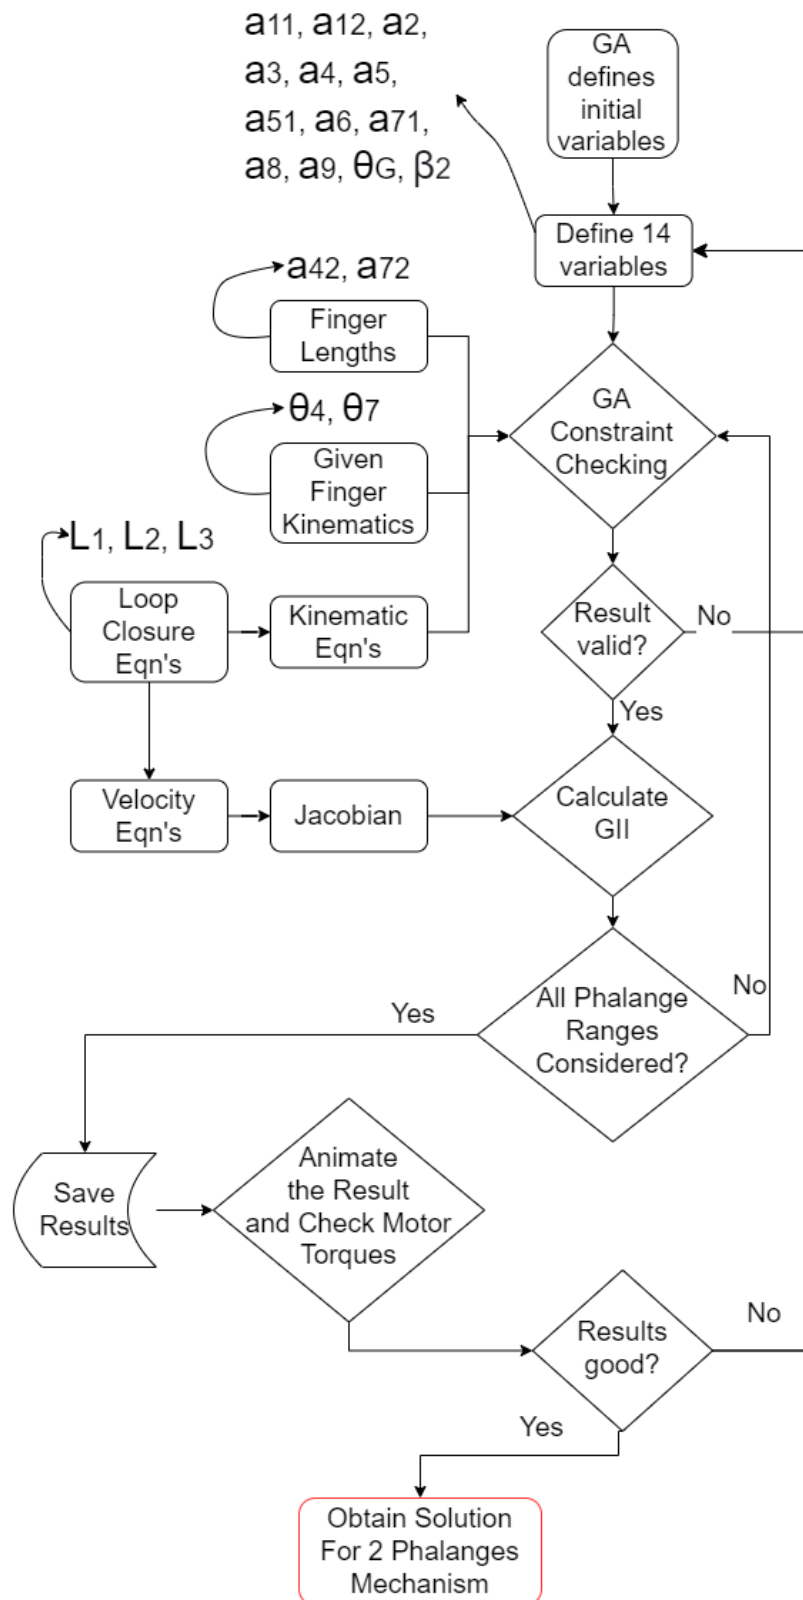 a11, a12, a2,
a3, a4, a5,
a51, a6, a71,
a8, a9, θG, β2
GA
defines
initial
variables
Define 14
variables
a42, a72
Finger
Lengths
GA
Constraint
Checking
θ4, θ7
Given
Finger
Kinematics
L1, L2, L3
Loop
Closure
Eqn's
Kinematic
Eqn's
Result
valid?
No
Yes
Velocity
Eqn's
Jacobian
Calculate
GII
All Phalange
Ranges
Considered?
No
Yes
Save
Results
Animate
the Result
and Check Motor
Torques
Results
good?
No
Yes
Obtain Solution
For 2 Phalanges
Mechanism